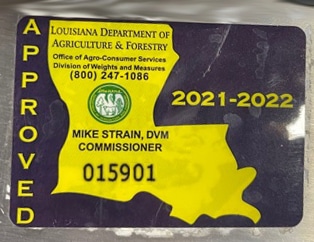 APPROVED
LOUISIANA DEPARTMENT OF
AGRICULTURE & FORESTRY
Office of Agro-Consumer Services
Division of Weights and Measures
(800) 247-1086
2021-2022
MIKE STRAIN, DVM
COMMISSIONER
015901